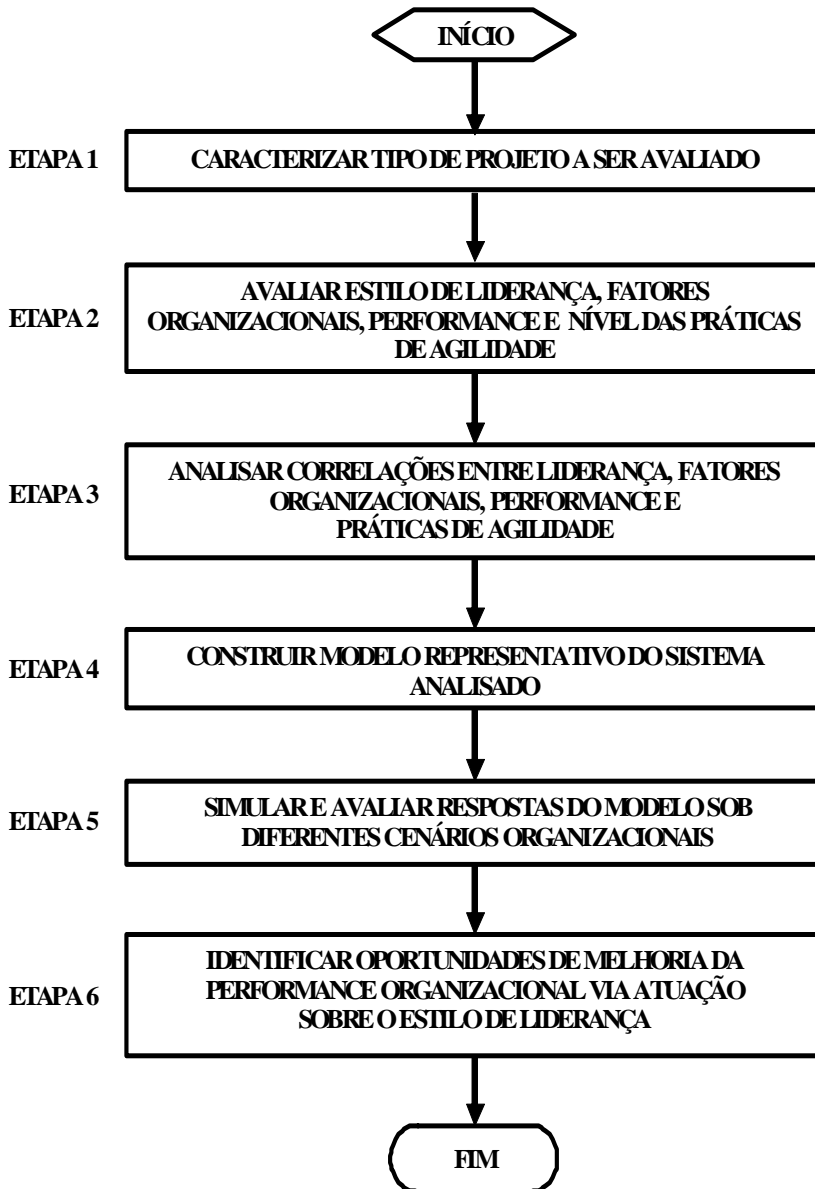 INÍCIO
ETAPA 1
CARACTERIZAR TIPO DE PROJETO A SER AVALIADO
ETAPA 2
AVALIAR ESTILO DE LIDERANÇA, FATORES
ORGANIZACIONAIS, PERFORMANCE E NÍVEL DAS PRÁTICAS
DE AGILIDADE
ETAPA 3
ANALISAR CORRELAÇÕES ENTRE LIDERANÇA, FATORES
ORGANIZACIONAIS, PERFORMANCE E
PRÁTICAS DE AGILIDADE
ETAPA 4
CONSTRUIR MODELO REPRESENTATIVO DO SISTEMA
ANALISADO
ETAPA 5
SIMULAR E AVALIAR RESPOSTAS DO MODELO SOB
DIFERENTES CENÁRIOS ORGANIZACIONAIS
ETAPA 6
IDENTIFICAR OPORTUNIDADES DE MELHORIA DA
PERFORMANCE ORGANIZACIONAL VIA ATUAÇÃO
SOBRE O ESTILO DE LIDERANÇA
FIM